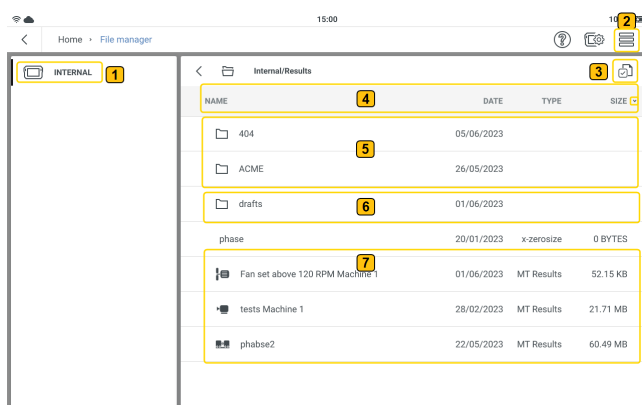 15:00
2
Home › File manager
INTERNAL 1
Internal/Results 3
NAME 4 DATE TYPE SIZE
404 05/06/2023
5
ACME 26/05/2023
drafts 6 01/06/2023
phase 20/01/2023 x-zerosize 0 BYTES
7
Fan set above 120 RPM Machine 1 01/06/2023 MT Results 52.15 KB
tests Machine 1 28/02/2023 MT Results 21.71 MB
phabse2 22/05/2023 MT Results 60.49 MB